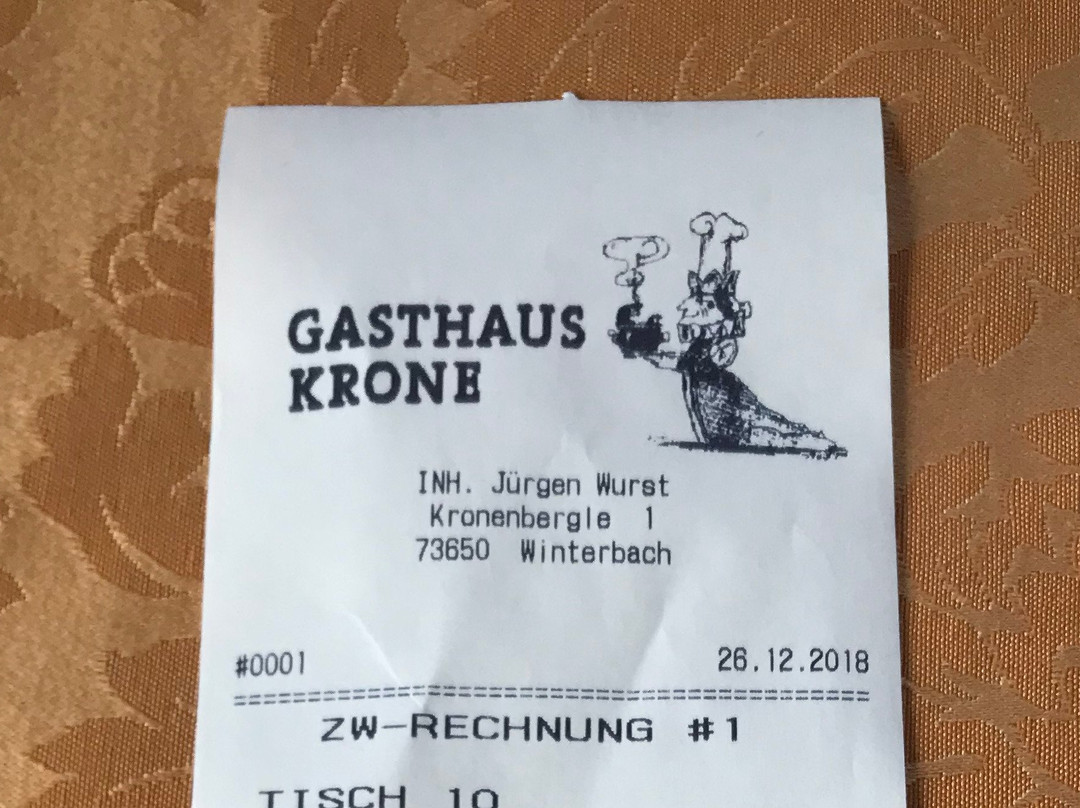 GASTHAUS
KRONE
INH. Jürgen Wurst
Kronenbergle 1
73650 Winterbach
#0001 26.12.2018
================================================
ZW-RECHNUNG #1
TISCH 10